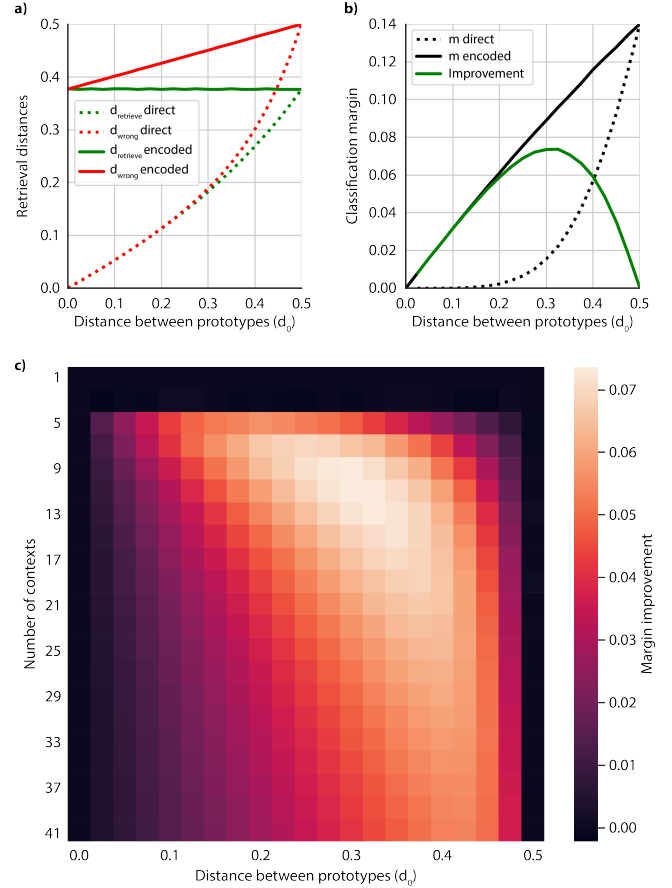 a)
0.5
0.4
0.3
0.2
0.1
0.0
Retrieval distances
d_retrieve direct
d_wrong direct
d_retrieve encoded
d_wrong encoded
0.0 0.1 0.2 0.3 0.4 0.5
Distance between prototypes (d_0)
b)
0.14
0.12
0.10
0.08
0.06
0.04
0.02
0.00
Classification margin
m direct
m encoded
Improvement
0.0 0.1 0.2 0.3 0.4 0.5
Distance between prototypes (d_0)
c)
1
5
9
13
17
21
25
29
33
37
41
Number of contexts
0.0 0.1 0.2 0.3 0.4 0.5
Distance between prototypes (d_0)
0.07
0.06
0.05
0.04
0.03
0.02
0.01
0.00
Margin improvement